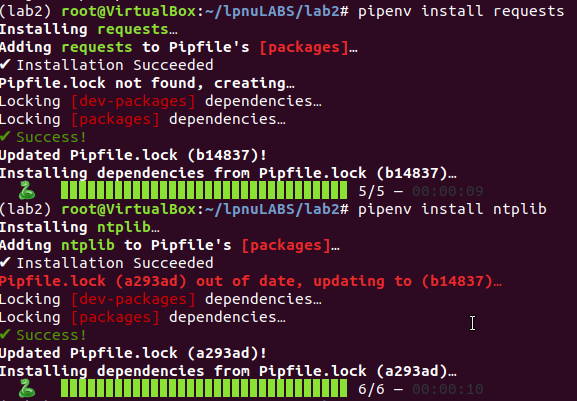 (lab2) root@VirtualBox:~/lpnuLABS/lab2# pipenv install requests
Installing requests…
Adding requests to Pipfile's [packages]…
✔ Installation Succeeded
Pipfile.lock not found, creating…
Locking [dev-packages] dependencies…
Locking [packages] dependencies…
✔ Success!
Updated Pipfile.lock (b14837)!
Installing dependencies from Pipfile.lock (b14837)…
5/5 — 00:00:09
(lab2) root@VirtualBox:~/lpnuLABS/lab2# pipenv install ntplib
Installing ntplib…
Adding ntplib to Pipfile's [packages]…
✔ Installation Succeeded
Pipfile.lock (a293ad) out of date, updating to (b14837)…
Locking [dev-packages] dependencies…
Locking [packages] dependencies…
✔ Success!
Updated Pipfile.lock (a293ad)!
Installing dependencies from Pipfile.lock (a293ad)…
6/6 — 00:00:10